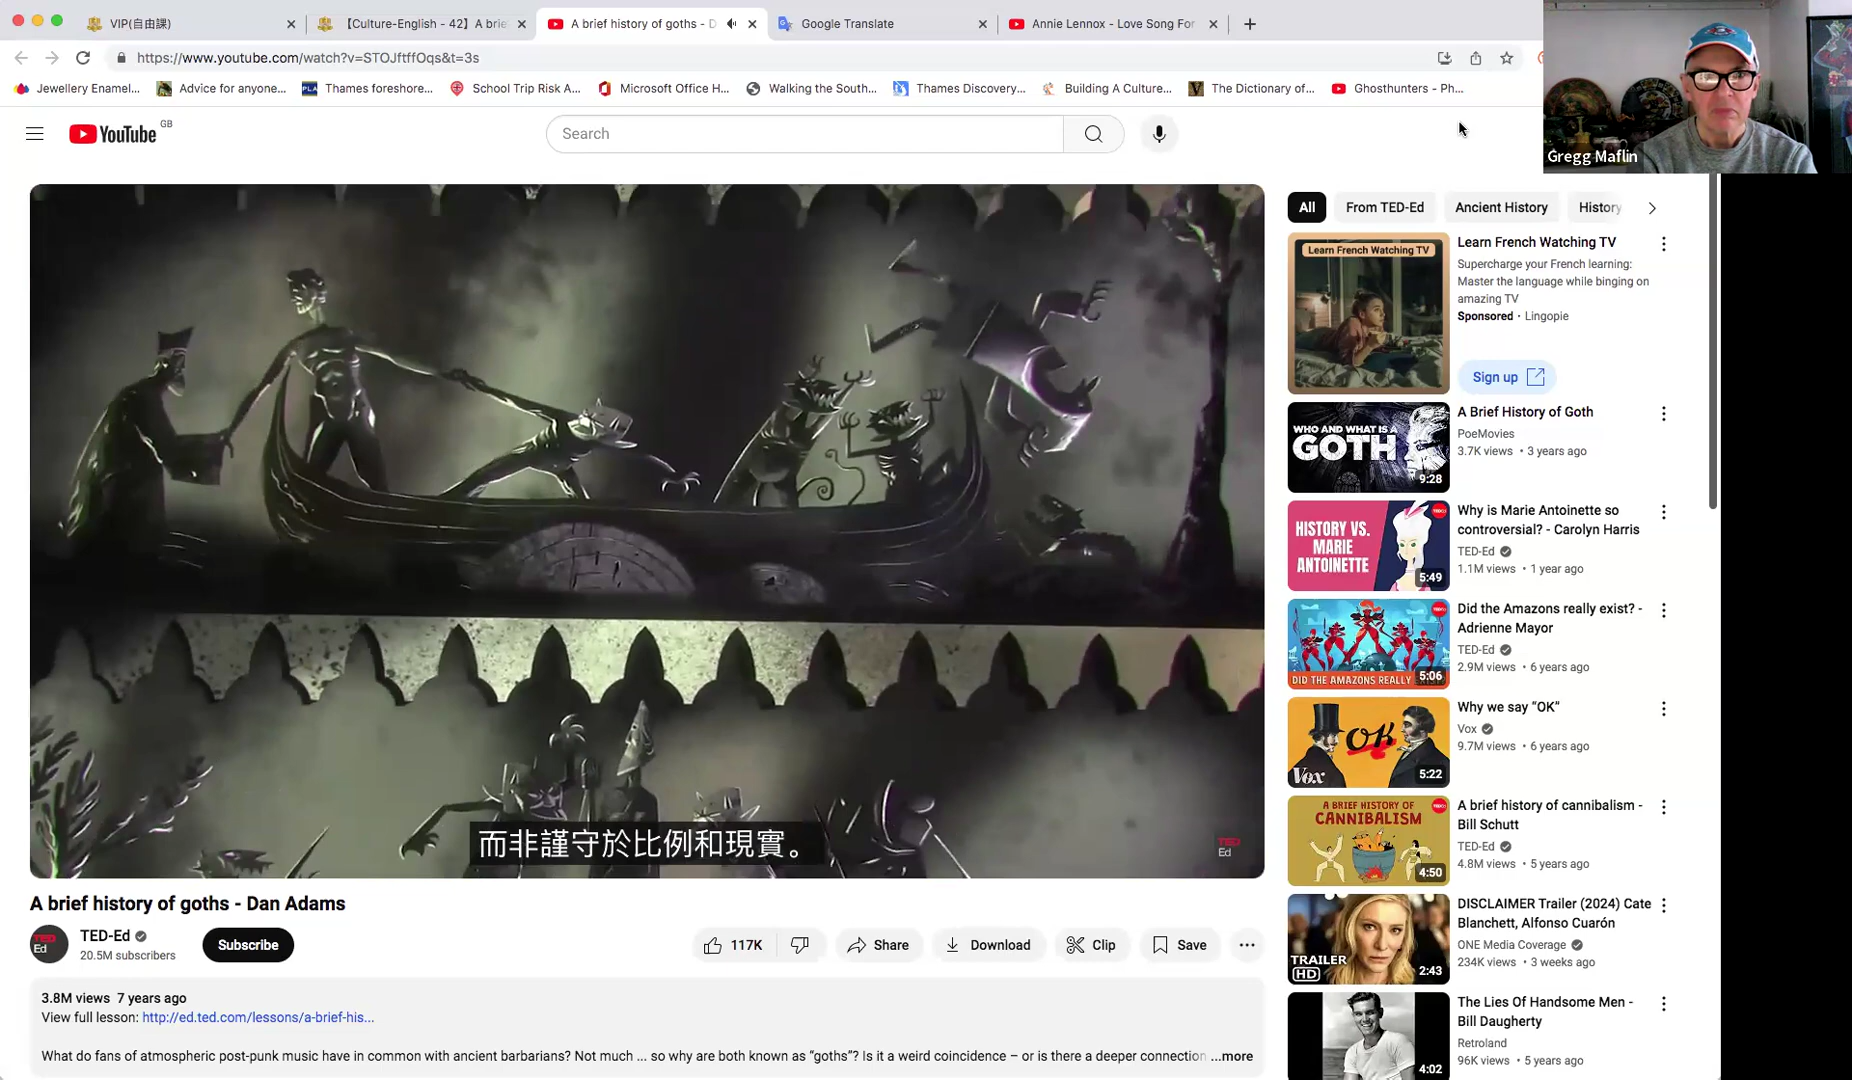 VIP(自由課)
【Culture-English - 42】A brie
A brief history of goths - D
Google Translate
Annie Lennox - Love Song For
https://www.youtube.com/watch?v=STOJftffOqs&t=3s
Jewellery Enamel...
Advice for anyone...
PLA Thames foreshore...
School Trip Risk A...
Microsoft Office H...
Walking the South...
Thames Discovery...
Building A Culture...
The Dictionary of...
Ghosthunters - Ph...
Gregg Maflin
YouTube GB
Search
All
From TED-Ed
Ancient History
History
Learn French Watching TV
Learn French Watching TV
Supercharge your French learning:
Master the language while binging on
amazing TV
Sponsored · Lingopie
Sign up
WHO AND WHAT IS A
GOTH
9:28
A Brief History of Goth
PoeMovies
3.7K views • 3 years ago
HISTORY VS.
MARIE
ANTOINETTE
5:49
Why is Marie Antoinette so
controversial? - Carolyn Harris
TED-Ed
1.1M views • 1 year ago
DID THE AMAZONS REALLY
5:06
Did the Amazons really exist? -
Adrienne Mayor
TED-Ed
2.9M views • 6 years ago
OK
Vox
5:22
Why we say “OK”
Vox
9.7M views • 6 years ago
A BRIEF HISTORY OF
CANNIBALISM
4:50
A brief history of cannibalism -
Bill Schutt
TED-Ed
4.8M views • 5 years ago
TRAILER
HD
2:43
DISCLAIMER Trailer (2024) Cate
Blanchett, Alfonso Cuarón
ONE Media Coverage
234K views • 3 weeks ago
4:02
The Lies Of Handsome Men -
Bill Daugherty
Retroland
96K views • 5 years ago
而非謹守於比例和現實。
TED
Ed
A brief history of goths - Dan Adams
TED
Ed
TED-Ed
20.5M subscribers
Subscribe
117K
Share
Download
Clip
Save
3.8M views 7 years ago
View full lesson: http://ed.ted.com/lessons/a-brief-his...
What do fans of atmospheric post-punk music have in common with ancient barbarians? Not much ... so why are both known as “goths”? Is it a weird coincidence – or is there a deeper connection ...more